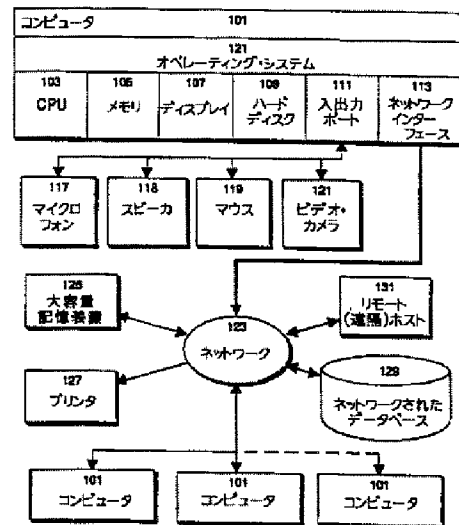 コンピュータ 101
121
オペレーティング・システム
103
CPU
105
メモリ
107
ディスプレイ
109
ハード
ディスク
111
入出力
ポート
113
ネットワーク
インター
フェース
117
マイクロ
フォン
118
スピーカ
119
マウス
121
ビデオ・
カメラ
125
大容量
記憶装置
131
リモート
(遠隔)ホスト
123
ネットワーク
127
プリンタ
129
ネットワークされた
データベース
101
コンピュータ
101
コンピュータ
101
コンピュータ